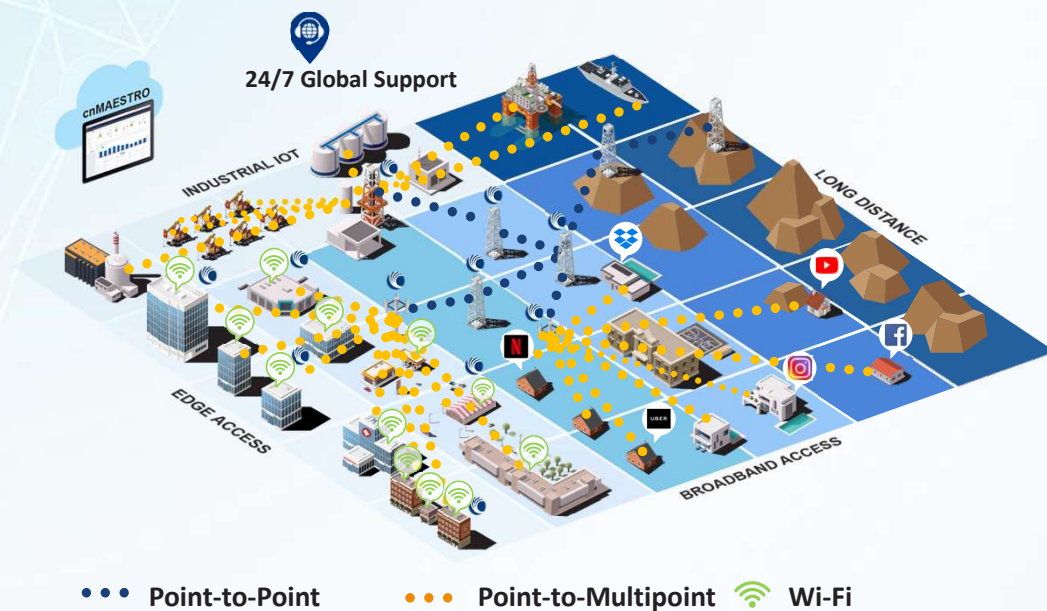 24/7 Global Support
cnMAESTRO
INDUSTRIAL IOT
LONG DISTANCE
N
UBER
H
EDGE ACCESS
BROADBAND ACCESS
Point-to-Point
Point-to-Multipoint
Wi-Fi